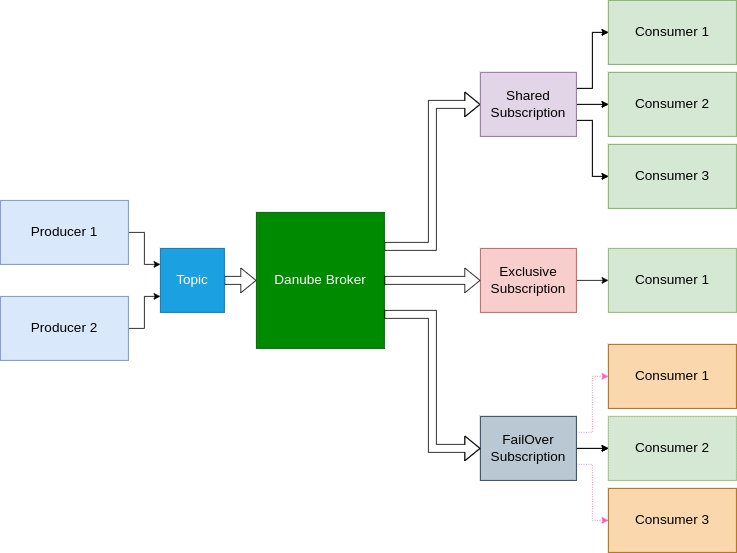 Producer 1
Producer 2
Topic
Danube Broker
Shared
Subscription
Consumer 1
Consumer 2
Consumer 3
Exclusive
Subscription
Consumer 1
FailOver
Subscription
Consumer 1
Consumer 2
Consumer 3